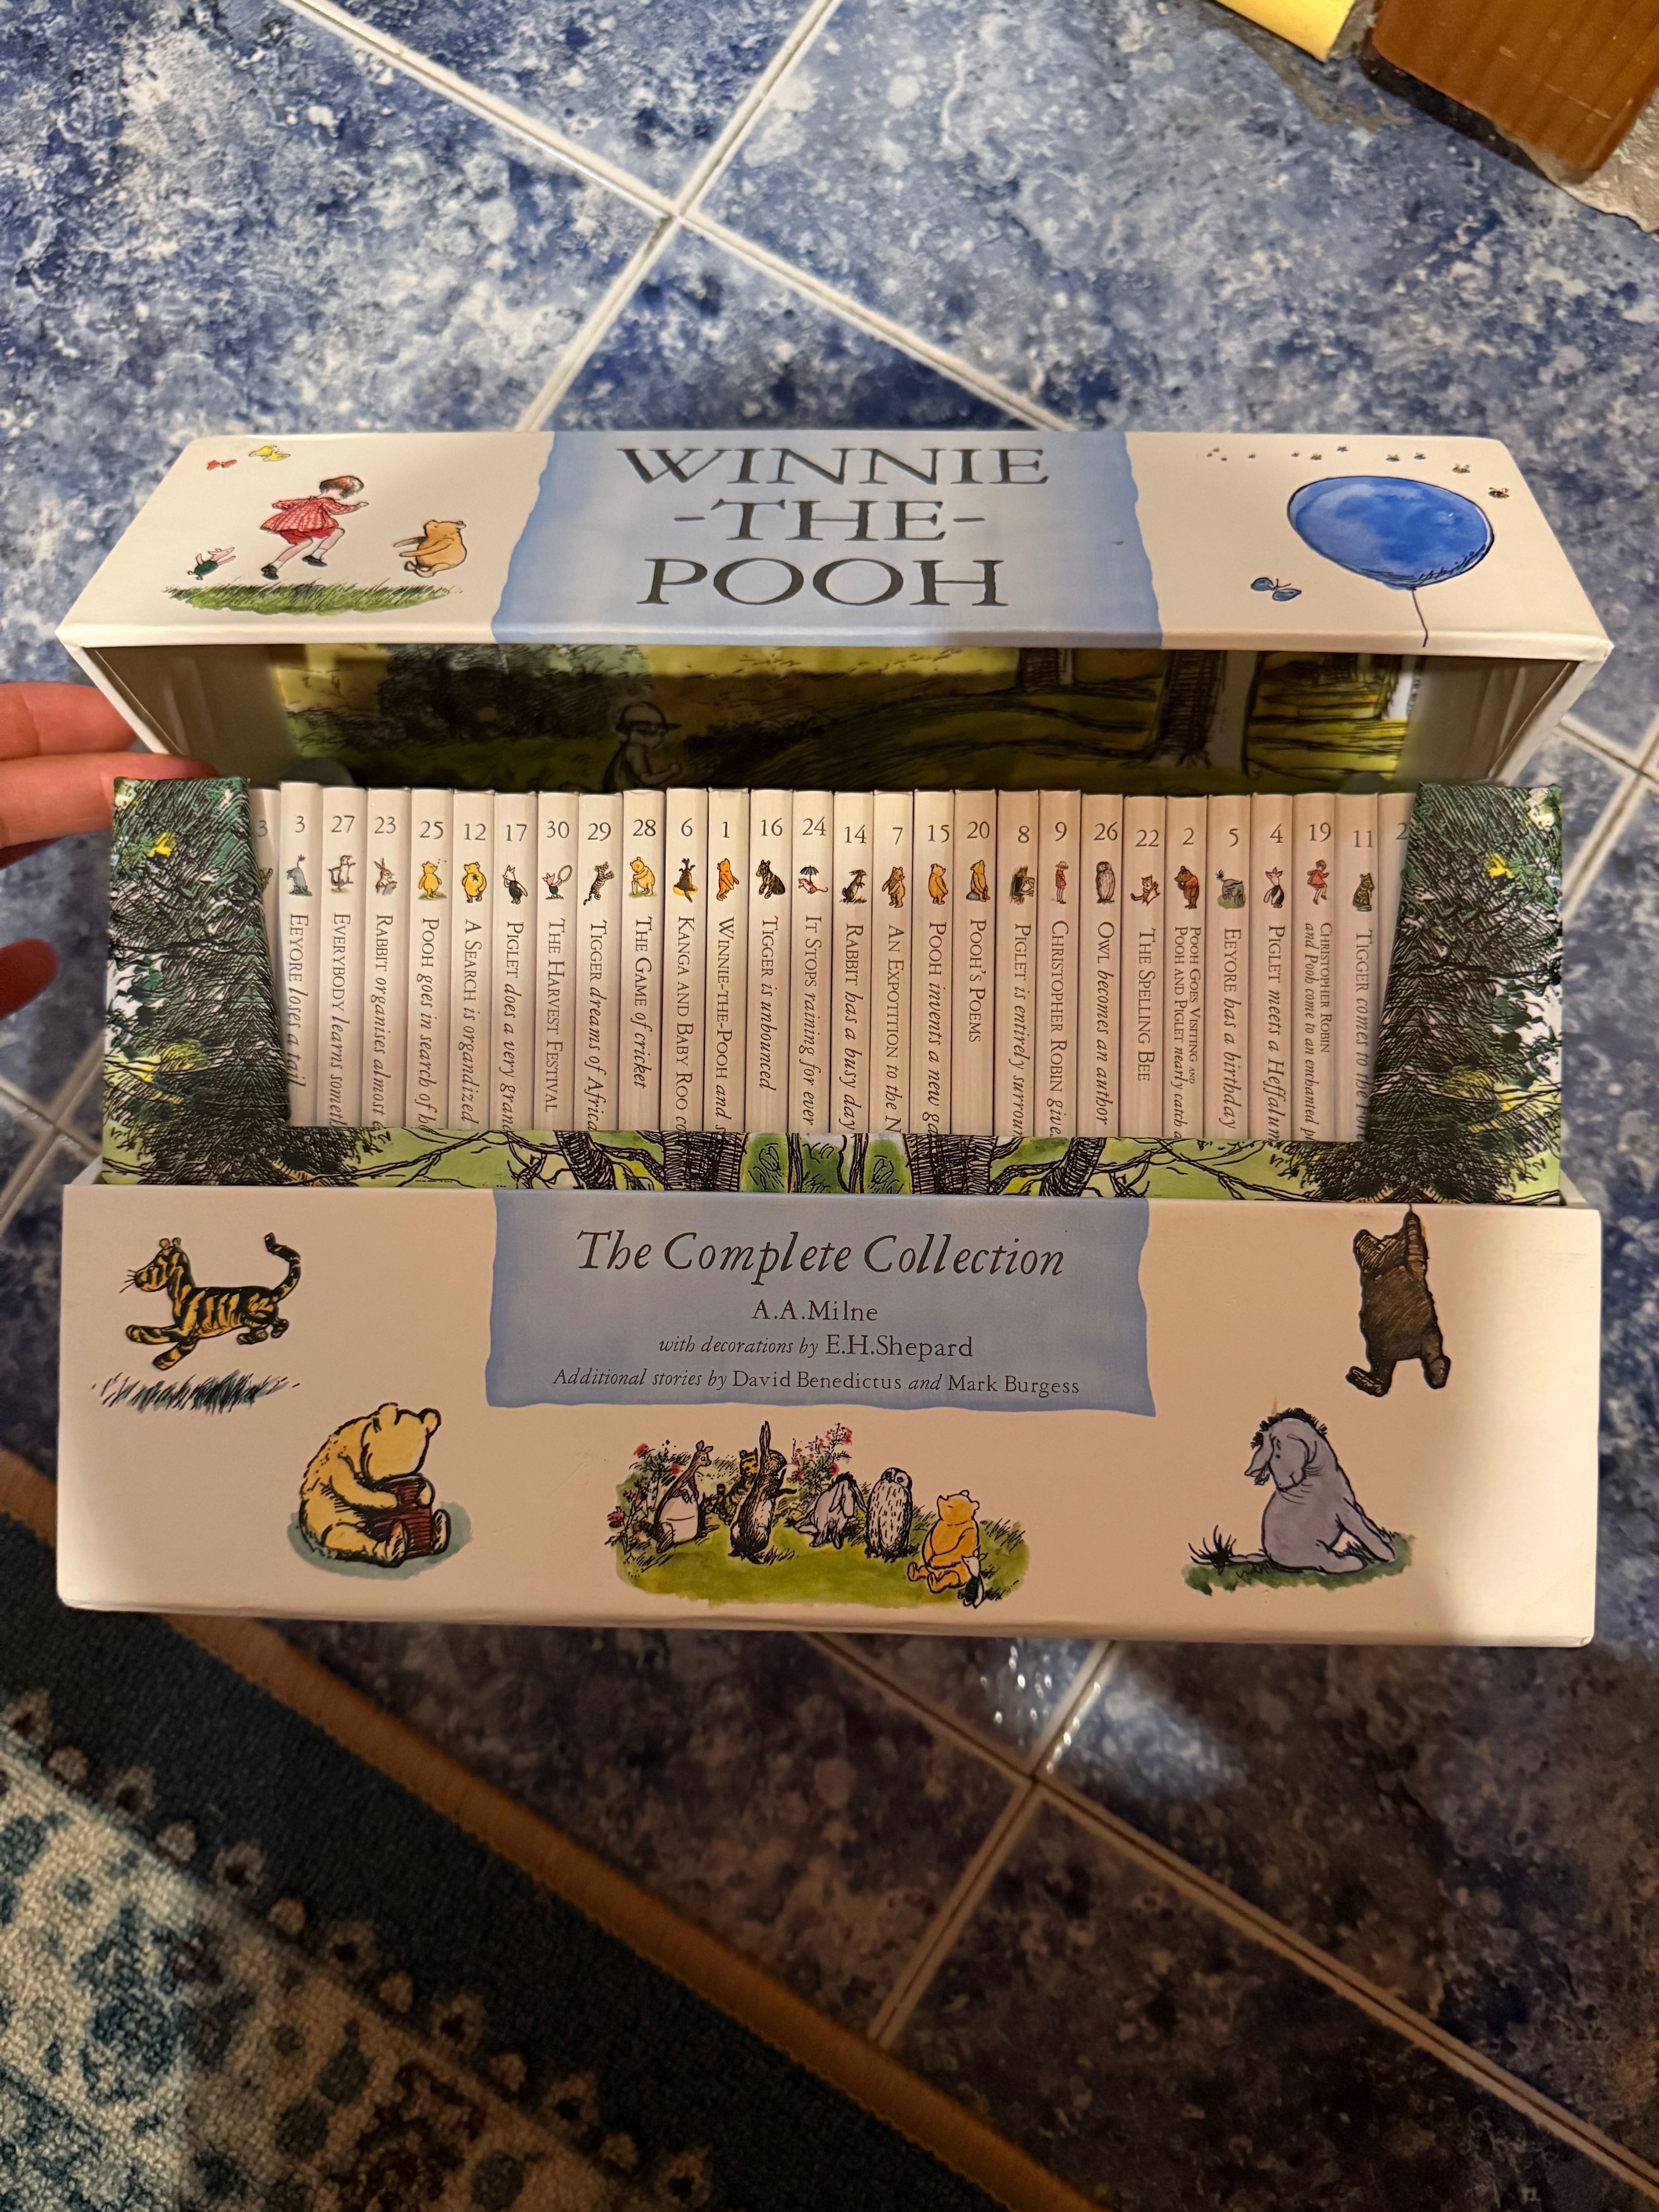 WINNIE
-THE-
POOH
3
3
EEYORE loses a tail
27
EVERYBODY learns
23
RABBIT organises almost
25
POOH goes in search of
12
A SEARCH is organdized
17
PIGLET does a very
30
THE HARVEST FESTIVAL
29
TIGGER dreams of Africa
28
THE GAME of cricket
6
KANGA AND BABY ROO
1
WINNIE-THE-POOH and
16
TIGGER is unbounced
24
IT STOPS raining for ever
14
RABBIT has a busy day
7
AN EXPOTITION to the
15
POOH invents a new
20
POOH'S POEMS
8
PIGLET is entirely
9
CHRISTOPHER ROBIN
26
OWL becomes an author
22
THE SPELLING BEE
2
POOH GOES VISITING AND
POOH AND PIGLET nearly catch a
5
EEYORE has a birthday
4
PIGLET meets a
19
CHRISTOPHER ROBIN
and Pooh come to an enchanted
11
TIGGER comes to the
2
The Complete Collection
A.A.Milne
with decorations by E.H.Shepard
Additional stories by David Benedictus and Mark Burgess